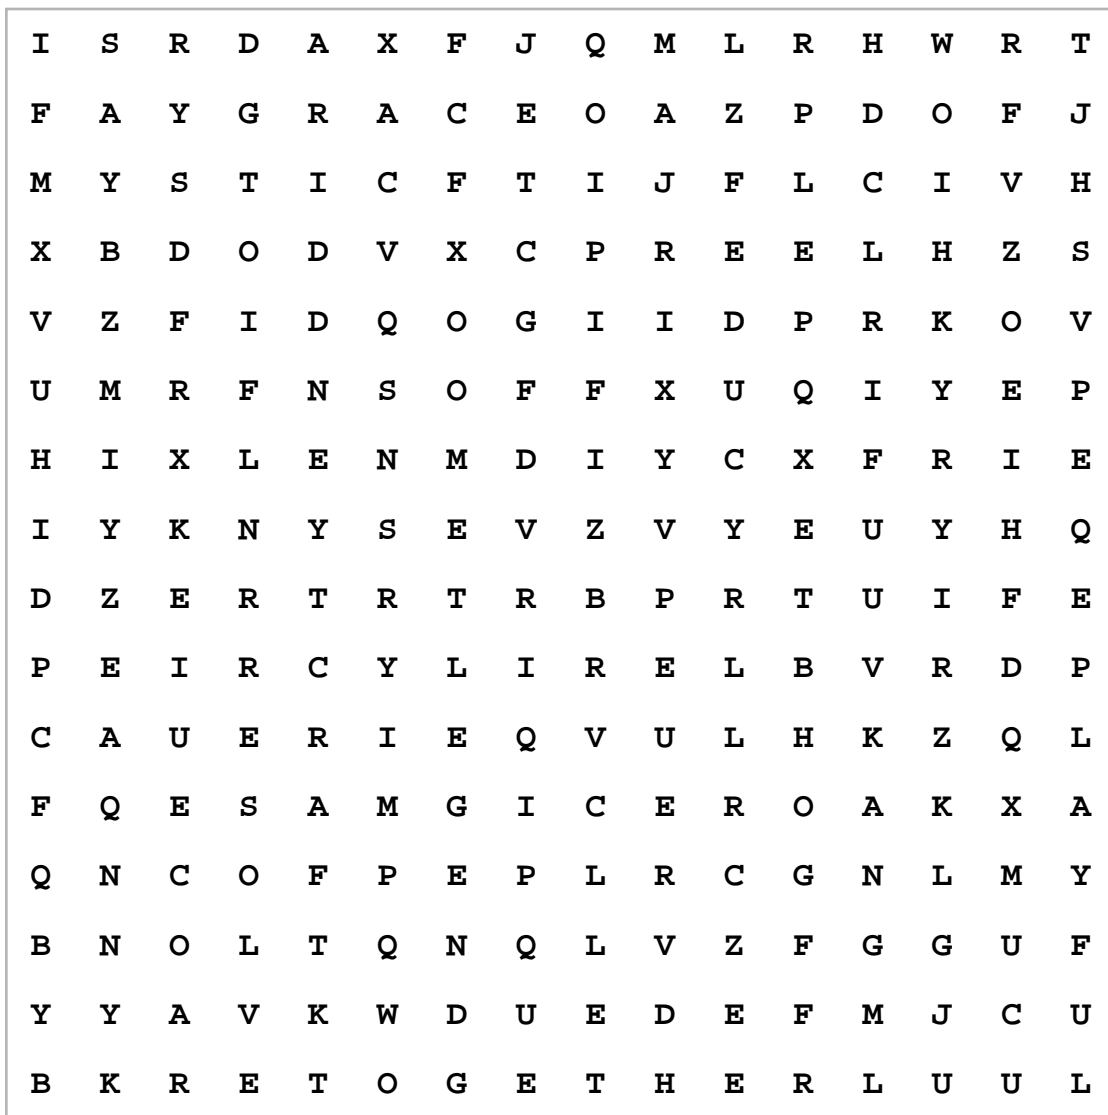 I S R D A X F J Q M L R H W R T
F A Y G R A C E O A Z P D O F J
M Y S T I C F T I J F L C I V H
X B D O D V X C P R E E L H Z S
V Z F I D Q O G I I D P R K O V
U M R F N S O F F X U Q I Y E P
H I X L E N M D I Y C X F R I E
I Y K N Y S E V Z V Y E U Y H Q
D Z E R T R T R B P R T U I F E
P E I R C Y L I R E L B V R D P
C A U E R I E Q V U L H K Z Q L
F Q E S A M G I C E R O A K X A
Q N C O F P E P L R C G N L M Y
B N O L T Q N Q L V Z F G G U F
Y Y A V K W D U E D E F M J C U
B K R E T O G E T H E R L U U L